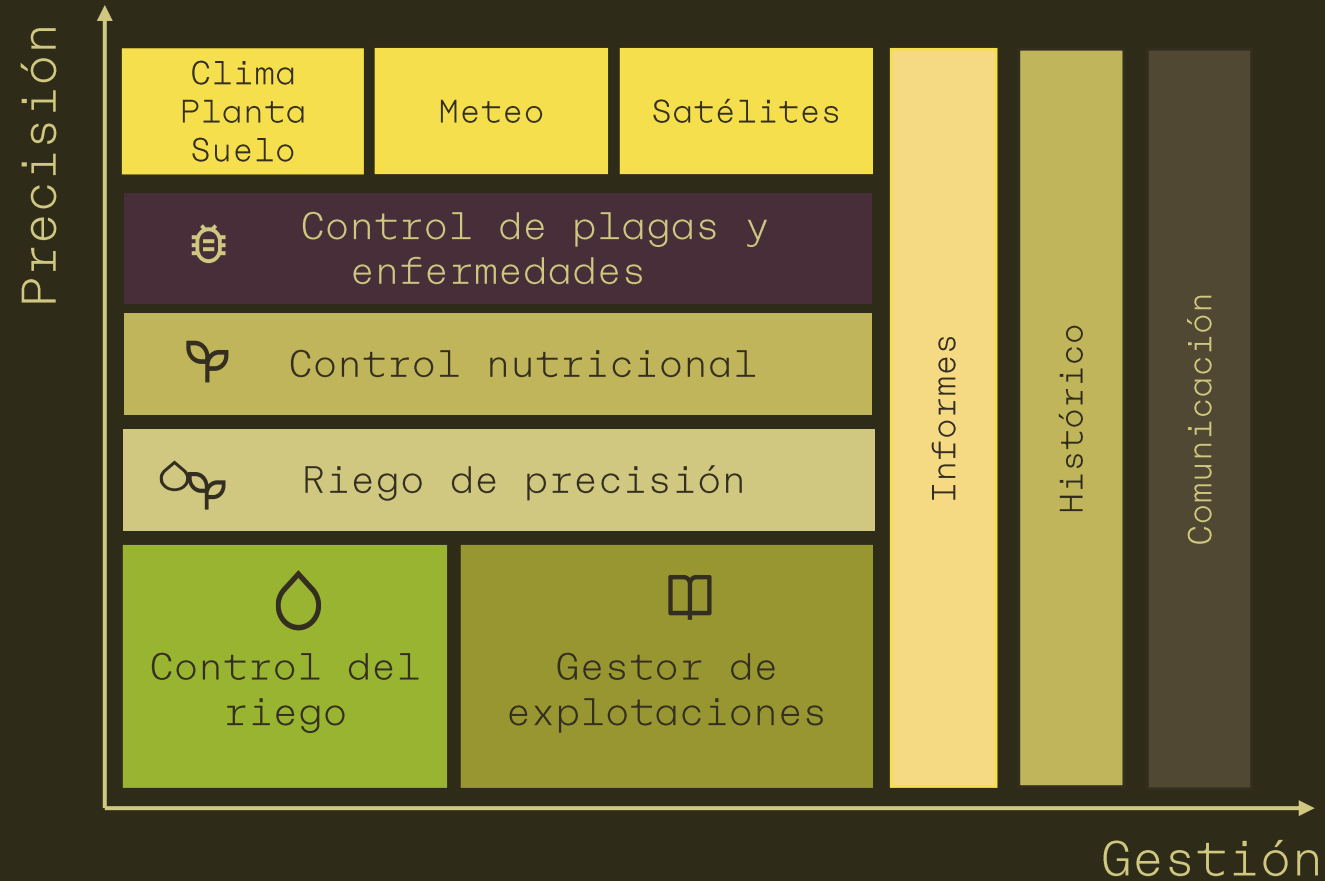 Precisión
Clima
Planta
Suelo
Meteo
Satélites
Control de plagas y
enfermedades
Control nutricional
Riego de precisión
Control del
riego
Gestor de
explotaciones
Informes
Histórico
Comunicación
Gestión